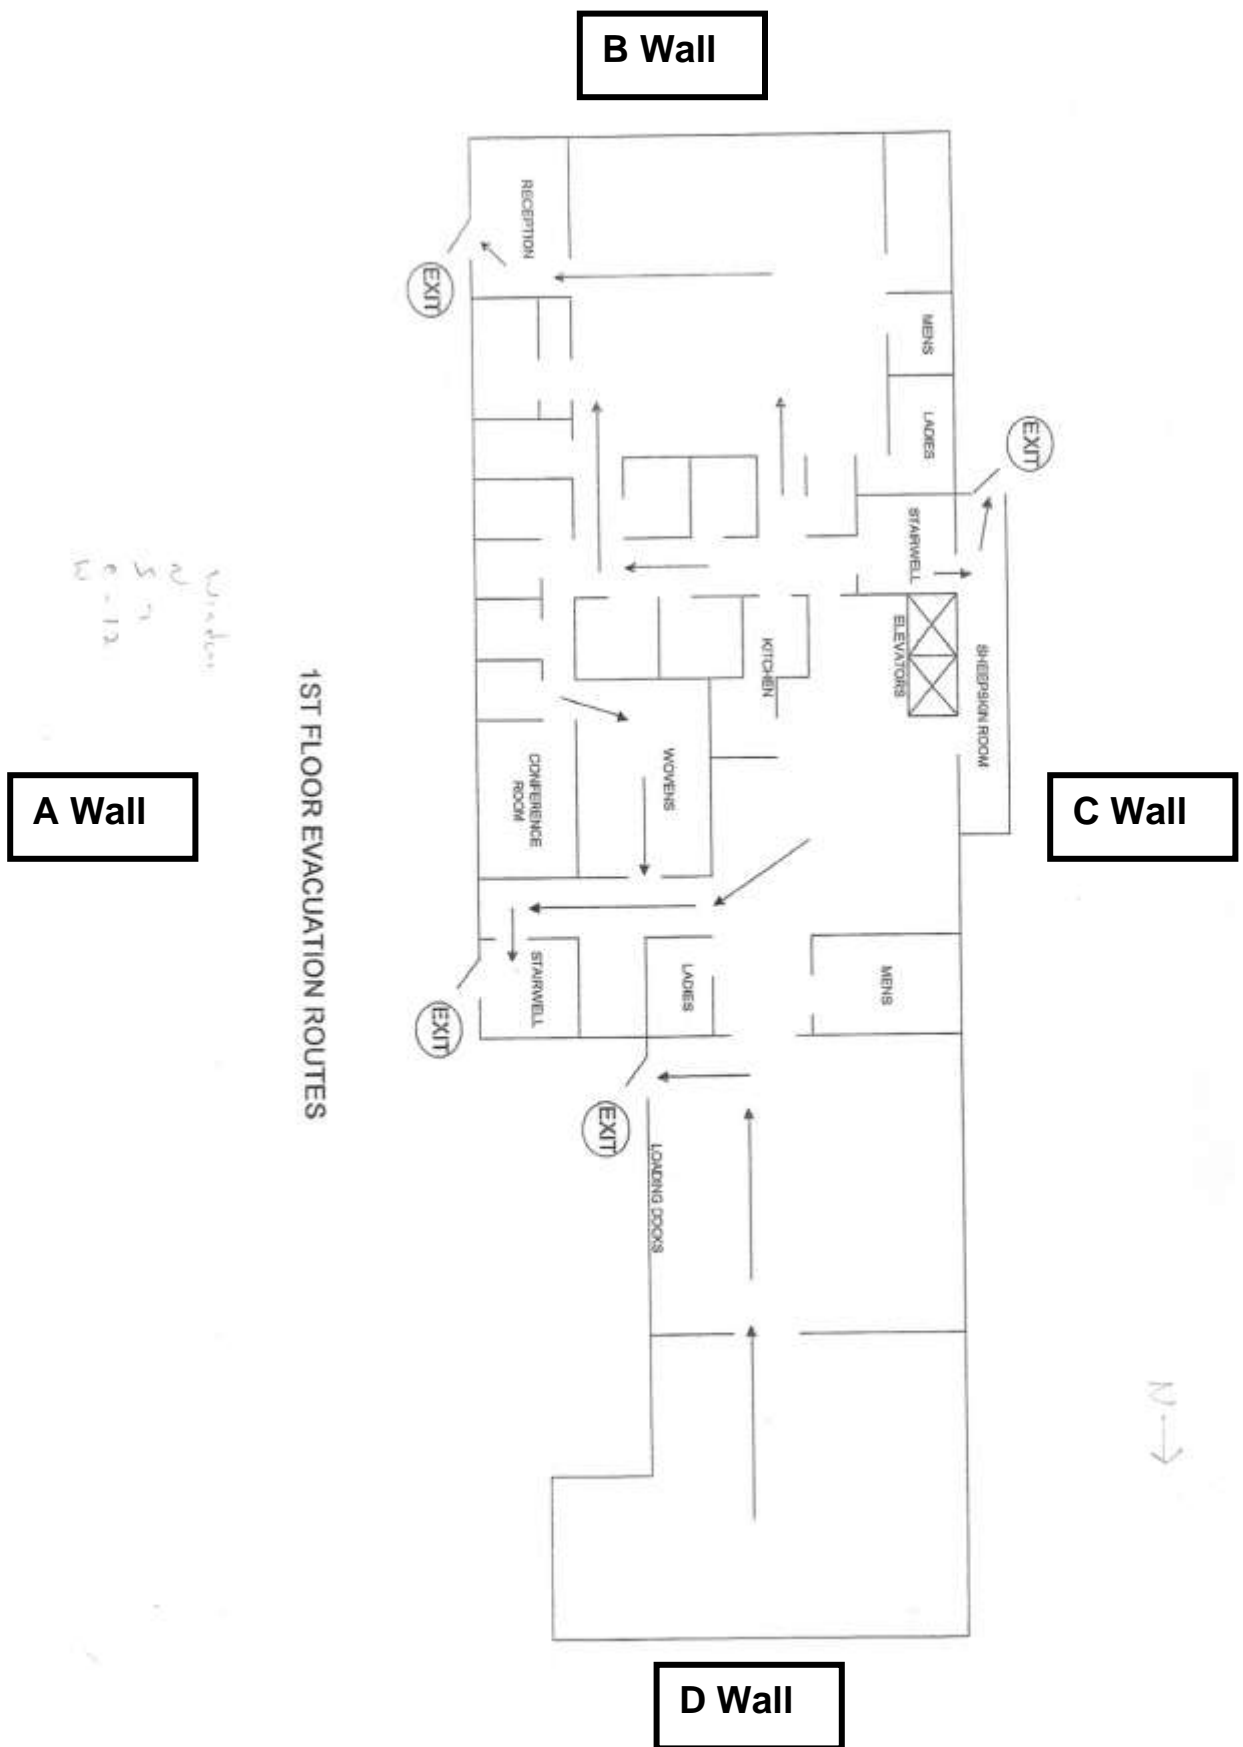 B Wall
RECEPTION
EXIT
MENS
LADIES
EXIT
STAIRWELL
ELEVATORS
SHEEPSKIN ROOM
KITCHEN
WOVENS
CONFERENCE
ROOM
A Wall
C Wall
1ST FLOOR EVACUATION ROUTES
STAIRWELL
LADIES
MENS
EXIT
EXIT
LOADING DOCKS
N
D Wall